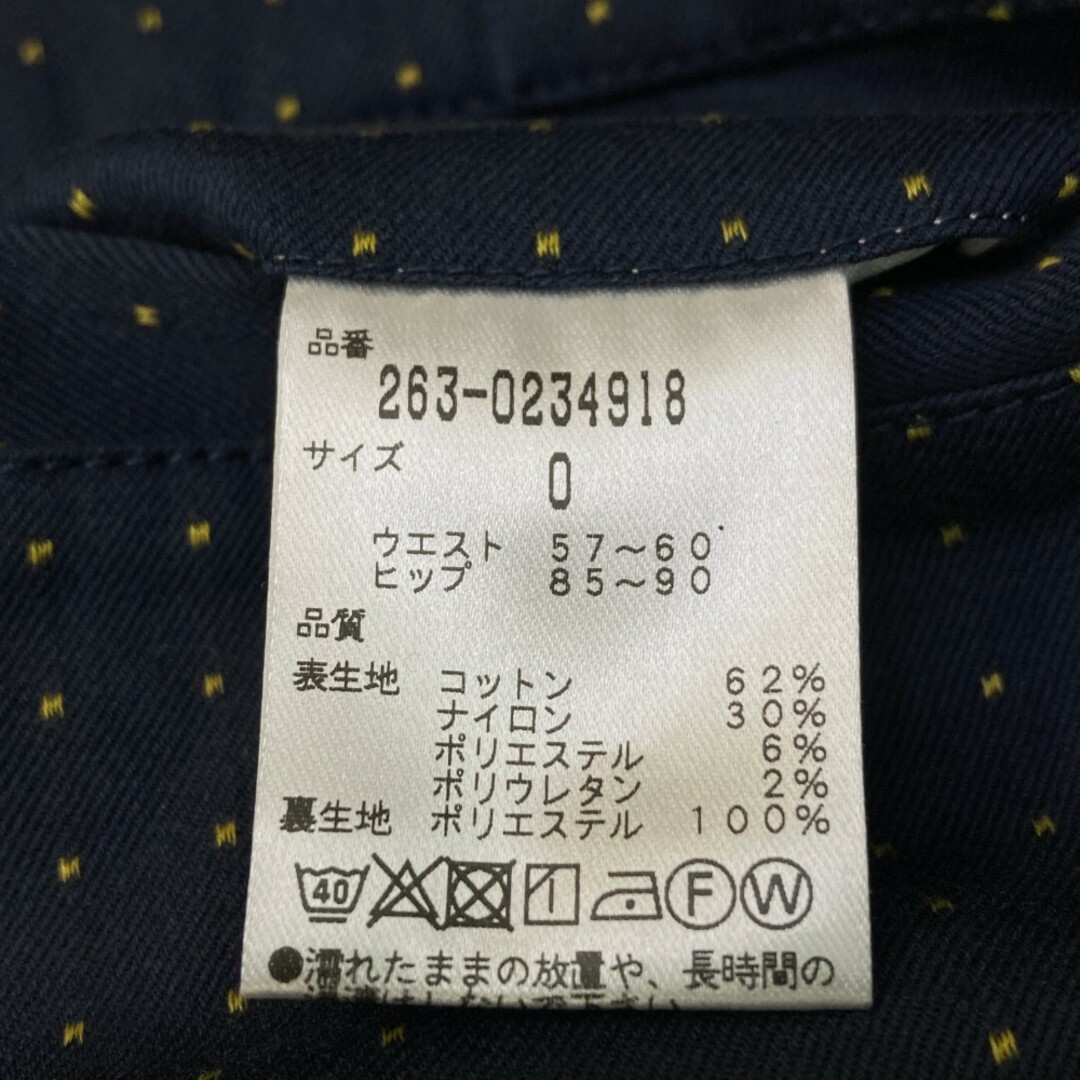 品番
263-0234918
サイズ
0
ウエスト 57～60
ヒップ 85～90
品質
表生地 コットン 62%
ナイロン 30%
ポリエステル 6%
ポリウレタン 2%
裏生地 ポリエステル 100%
40 F W
●濡れたままの放置や、長時間の